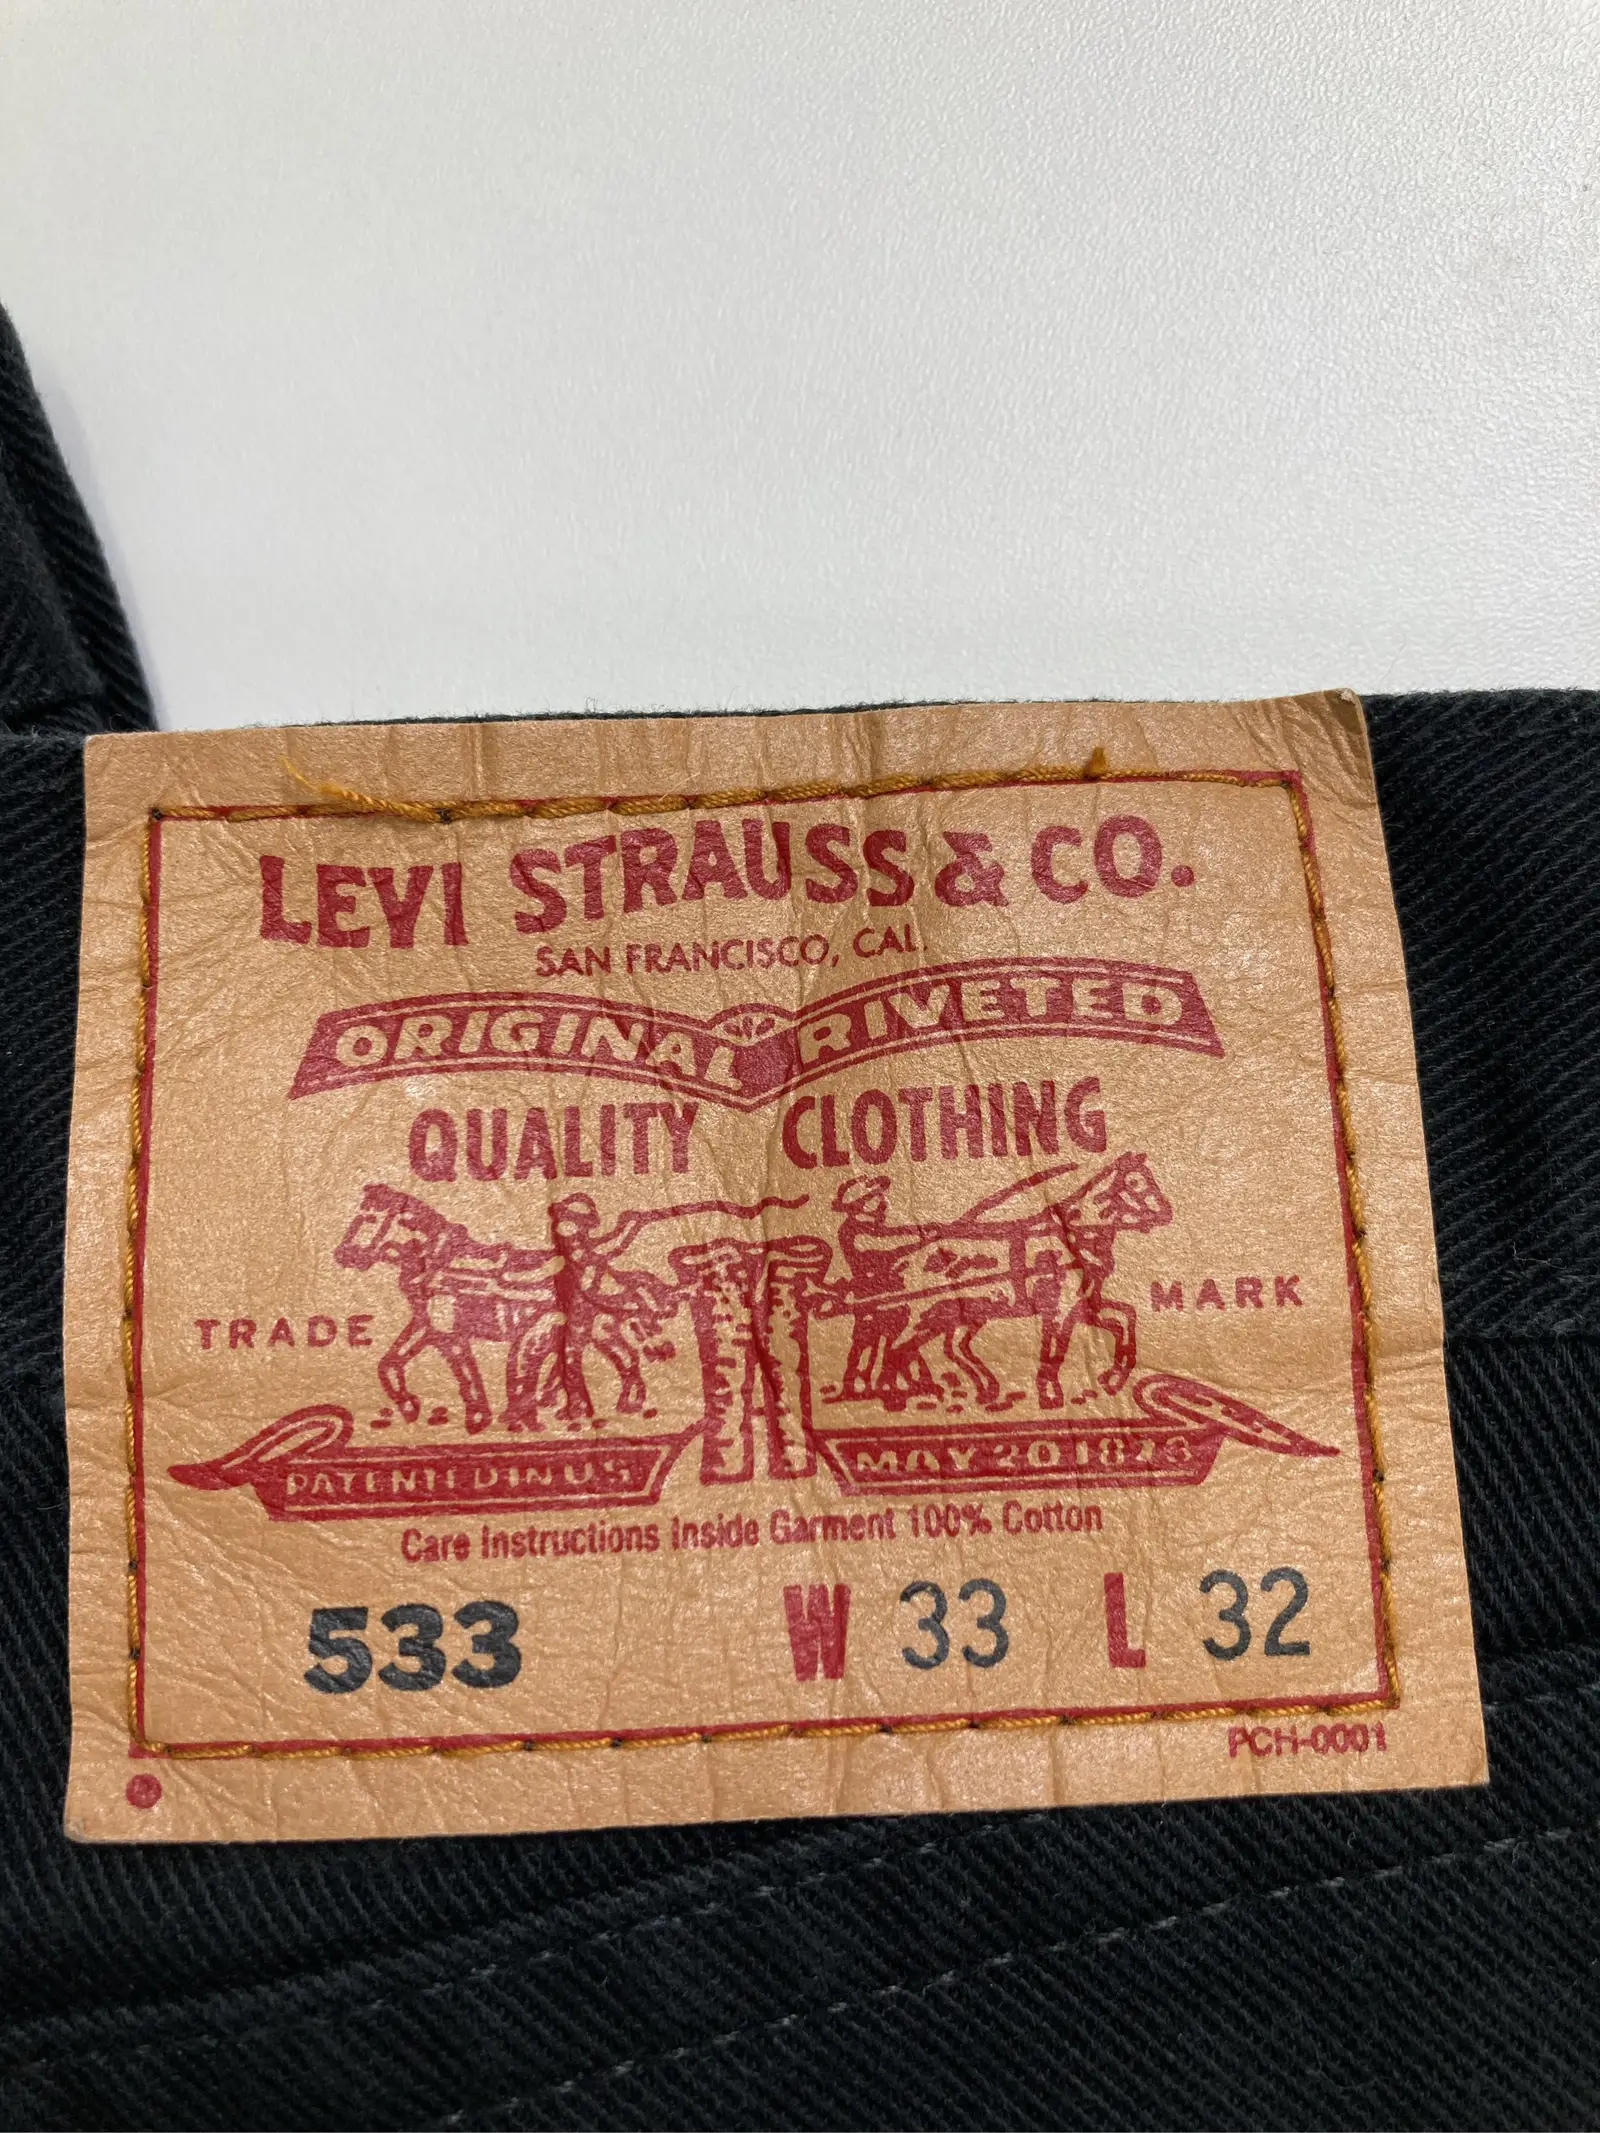 LEVI STRAUSS & CO.
SAN FRANCISCO, CAL.
ORIGINAL RIVETED
QUALITY CLOTHING
TRADE MARK
PATENTED IN U S MAY 20 1873
Care Instructions Inside Garment 100% Cotton
533 W 33 L 32
PCH-0001